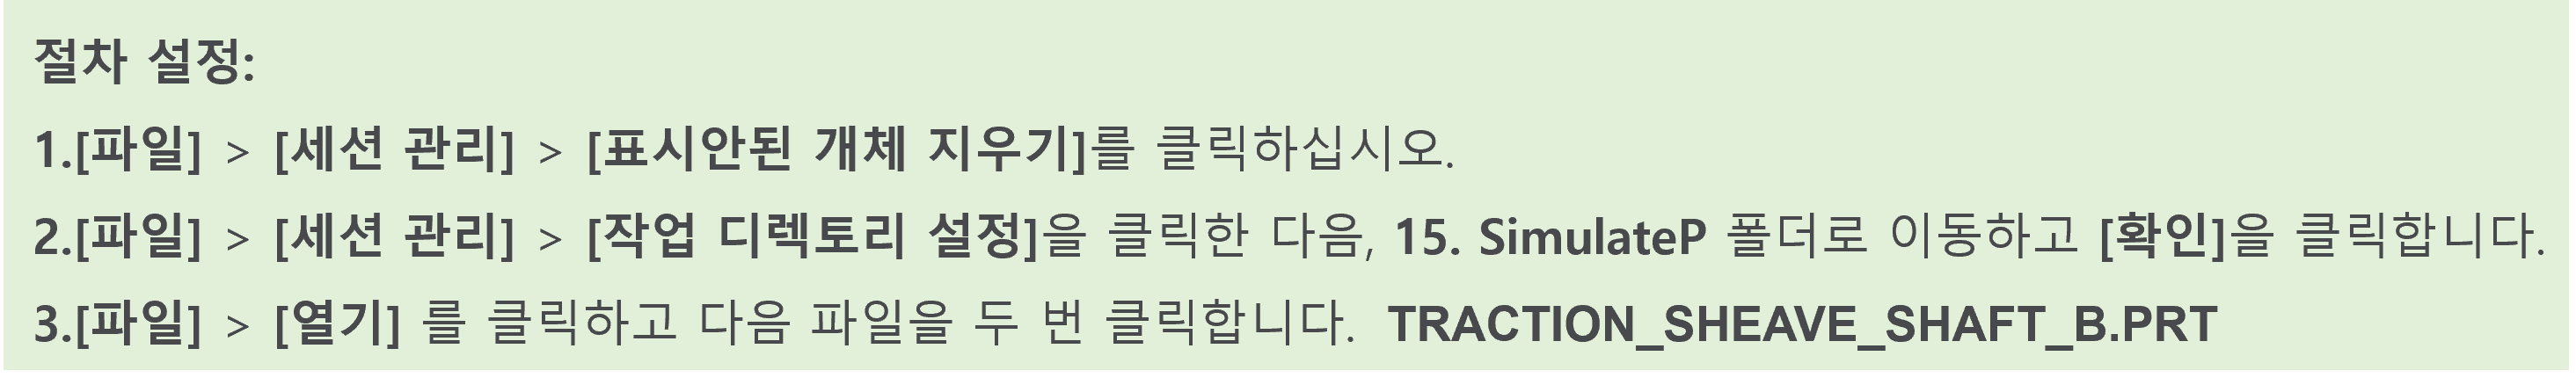 절차 설정:
1.[파일] > [세션 관리] > [표시안된 개체 지우기]를 클릭하십시오.
2.[파일] > [세션 관리] > [작업 디렉토리 설정]을 클릭한 다음, 15. SimulateP 폴더로 이동하고 [확인]을 클릭합니다.
3.[파일] > [열기] 를 클릭하고 다음 파일을 두 번 클릭합니다. TRACTION_SHEAVE_SHAFT_B.PRT